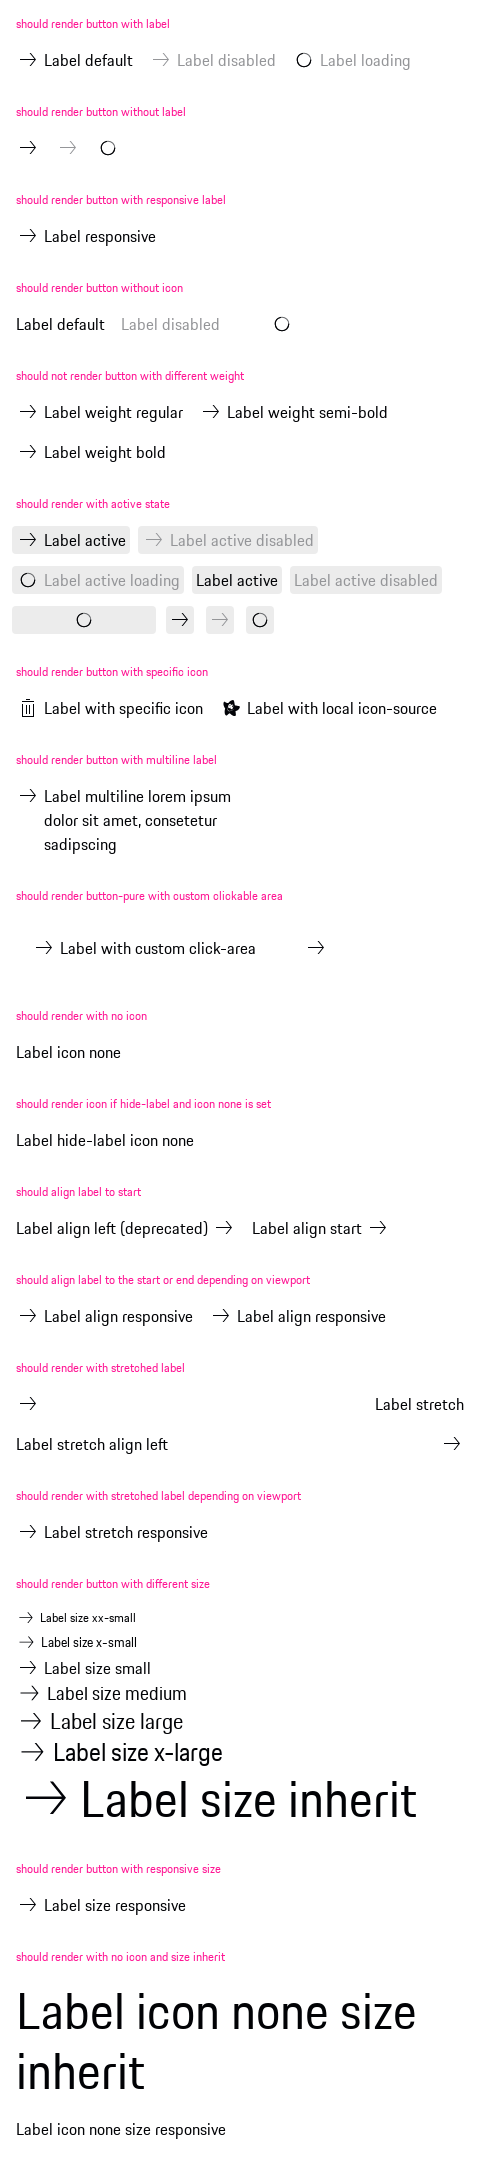 should render button with label
Label default Label disabled Label loading
should render button without label
should render button with responsive label
Label responsive
should render button without icon
Label default Label disabled
should not render button with different weight
Label weight regular Label weight semi-bold
Label weight bold
should render with active state
Label active Label active disabled
Label active loading Label active Label active disabled
should render button with specific icon
Label with specific icon Label with local icon-source
should render button with multiline label
Label multiline lorem ipsum
dolor sit amet, consetetur
sadipscing
should render button-pure with custom clickable area
Label with custom click-area
should render with no icon
Label icon none
should render icon if hide-label and icon none is set
Label hide-label icon none
should align label to start
Label align left (deprecated) Label align start
should align label to the start or end depending on viewport
Label align responsive Label align responsive
should render with stretched label
Label stretch
Label stretch align left
should render with stretched label depending on viewport
Label stretch responsive
should render button with different size
Label size xx-small
Label size x-small
Label size small
Label size medium
Label size large
Label size x-large
Label size inherit
should render button with responsive size
Label size responsive
should render with no icon and size inherit
Label icon none size
inherit
Label icon none size responsive